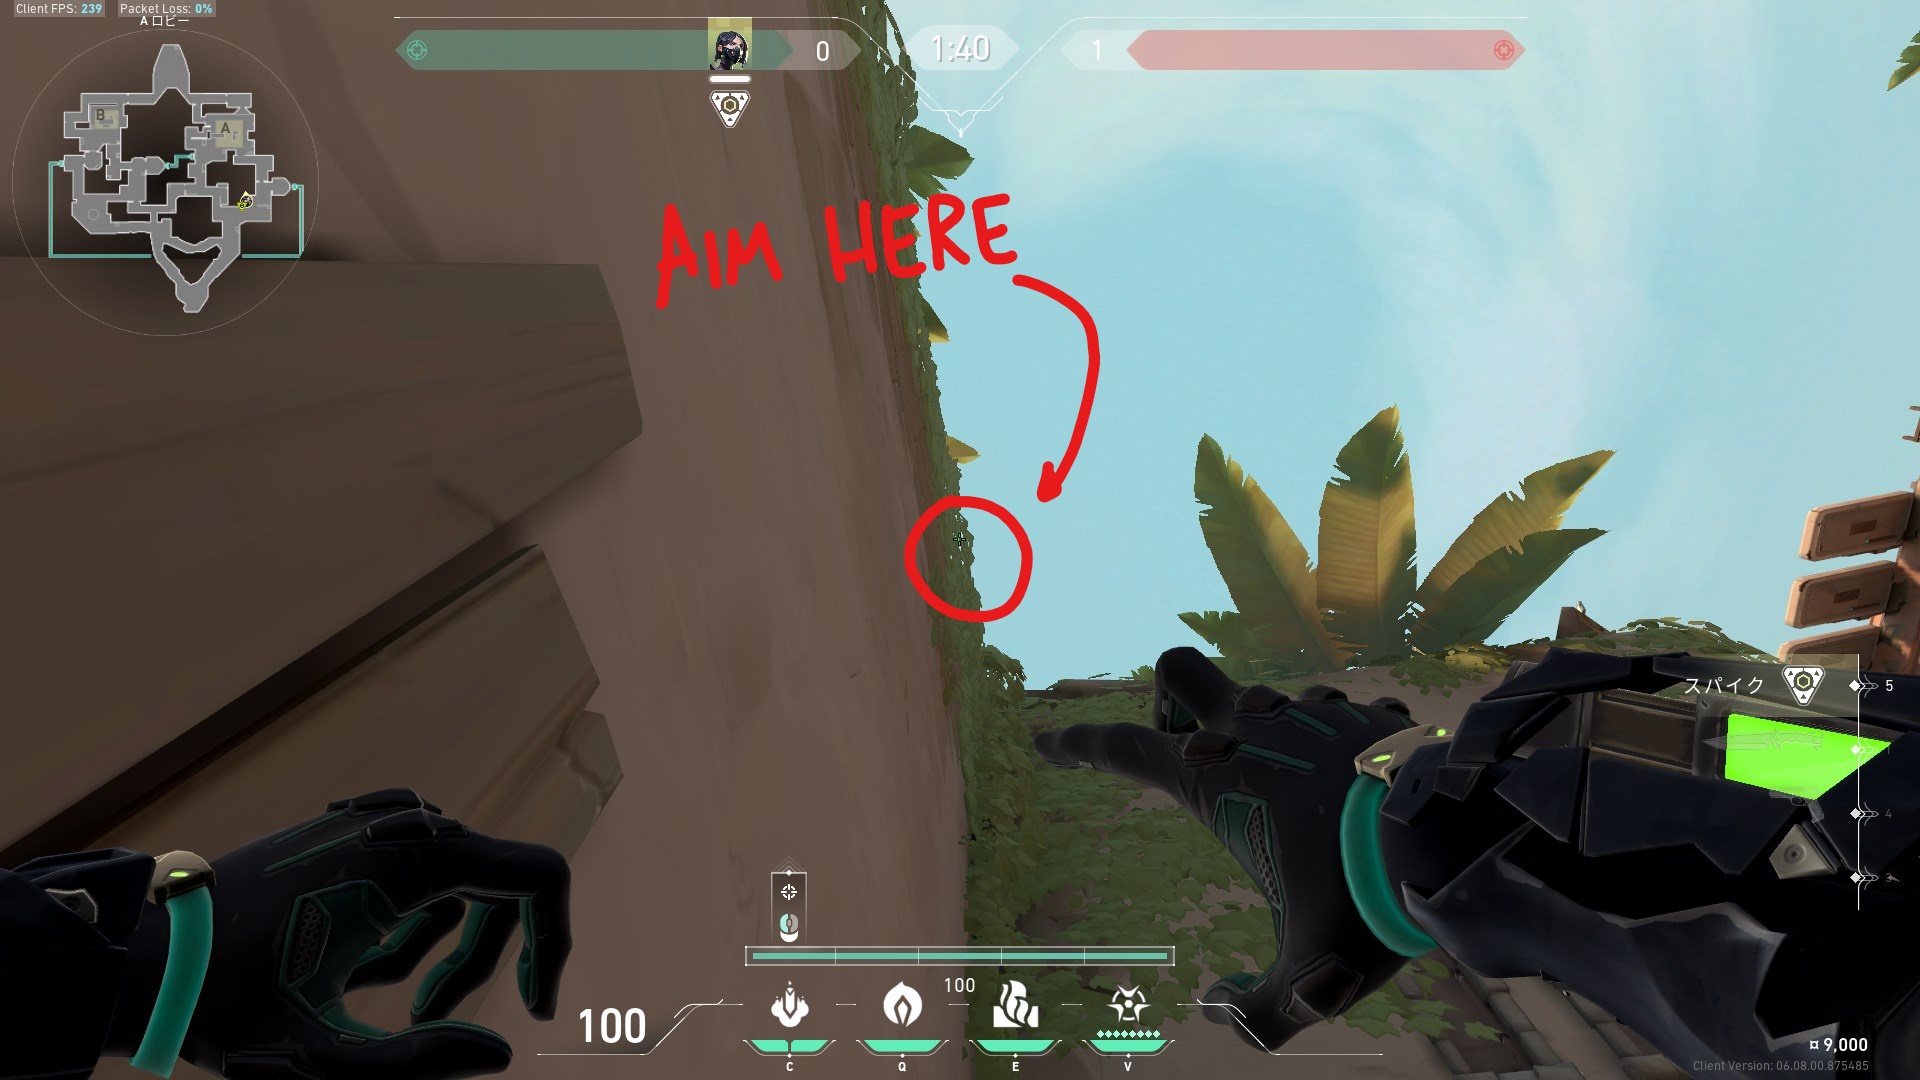 Client FPS: 239 Packet Loss: 0%
A ロビー
B
A
0
1:40
1
AIM HERE
スパイク
5
4
3
100
100
C
Q
E
V
¤ 9,000
Client Version: 06.08.00.875485